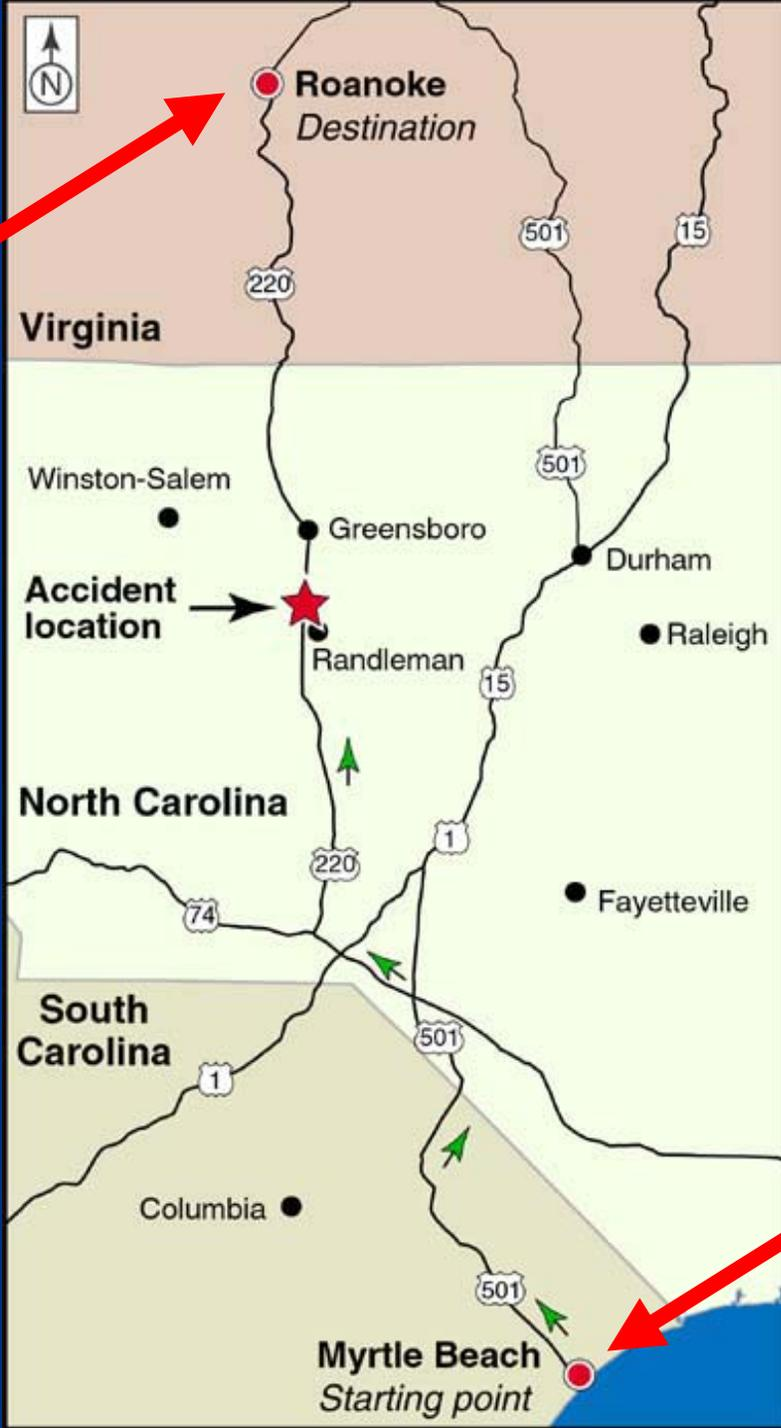 N
Roanoke
Destination
501
15
220
Virginia
501
Winston-Salem
Greensboro
Durham
Accident
location
Raleigh
Randleman
15
North Carolina
1
220
Fayetteville
74
South
Carolina
501
1
Columbia
501
Myrtle Beach
Starting point